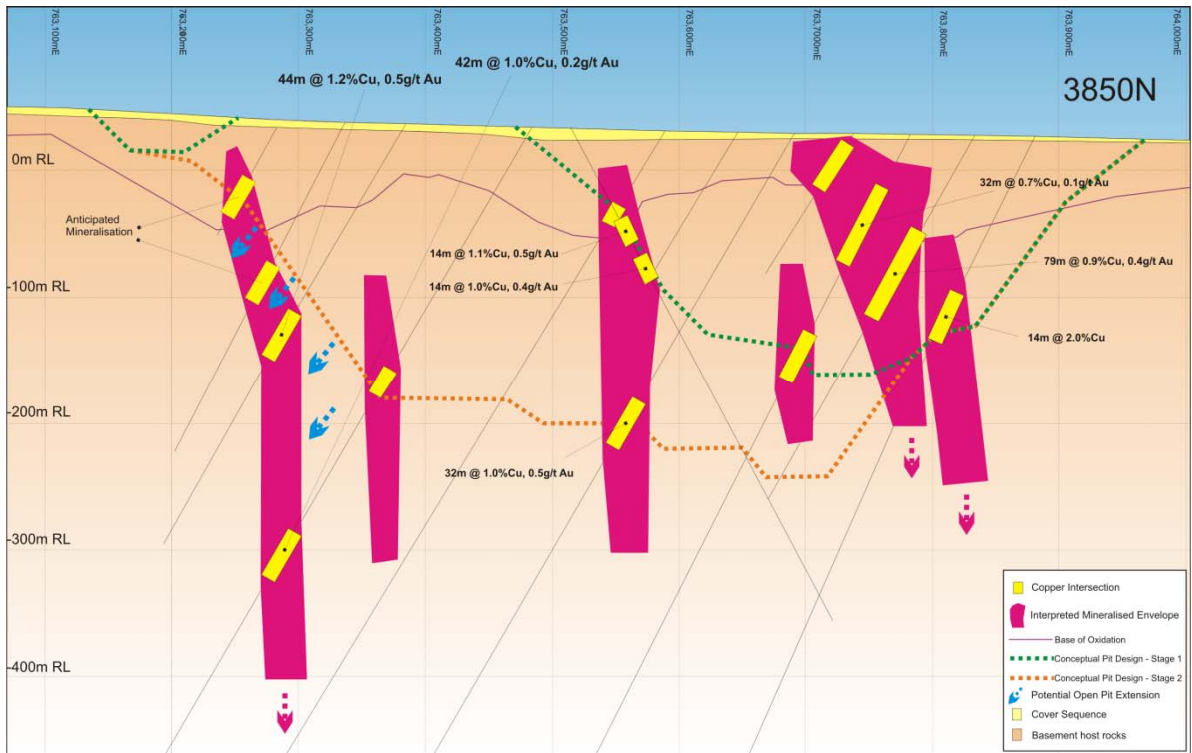 763,100mE
763,200mE
763,300mE
763,400mE
763,500mE
763,600mE
763,7000mE
763,800mE
763,900mE
764,000mE
42m @ 1.0%Cu, 0.2g/t Au
44m @ 1.2%Cu, 0.5g/t Au
3850N
0m RL
32m @ 0.7%Cu, 0.1g/t Au
Anticipated
Mineralisation
14m @ 1.1%Cu, 0.5g/t Au
79m @ 0.9%Cu, 0.4g/t Au
14m @ 1.0%Cu, 0.4g/t Au
-100m RL
14m @ 2.0%Cu
-200m RL
32m @ 1.0%Cu, 0.5g/t Au
-300m RL
-400m RL
Copper Intersection
Interpreted Mineralised Envelope
Base of Oxidation
Conceptual Pit Design - Stage 1
Conceptual Pit Design - Stage 2
Potential Open Pit Extension
Cover Sequence
Basement host rocks